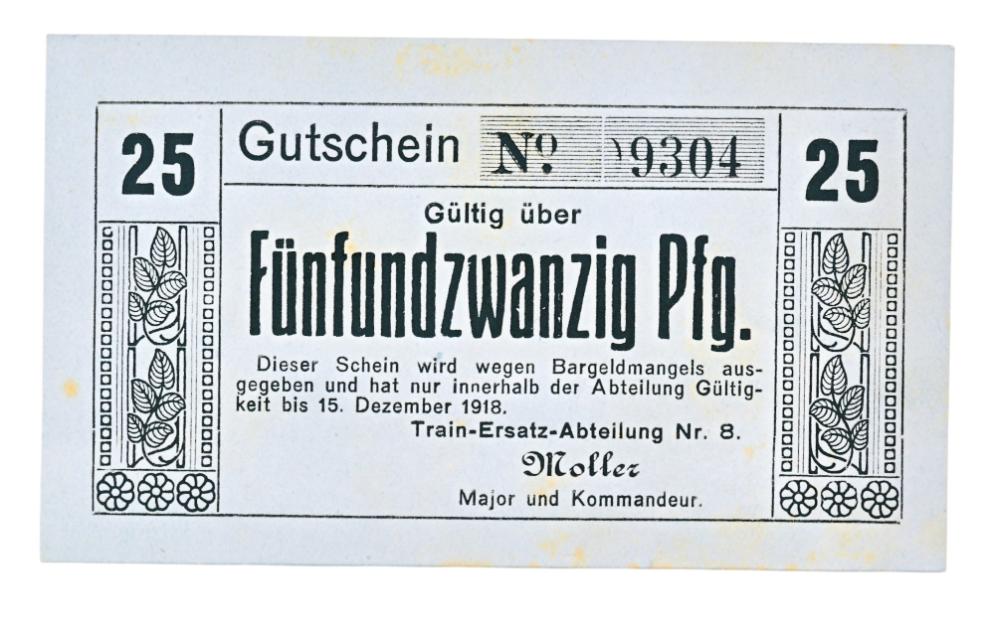 25 Gutschein Nº 9304 25
Gültig über
Fünfundzwanzig Pfg.
Dieser Schein wird wegen Bargeldmangels aus-
gegeben und hat nur innerhalb der Abteilung Gültig-
keit bis 15. Dezember 1918.
Train-Ersatz-Abteilung Nr. 8.
Moller
Major und Kommandeur.